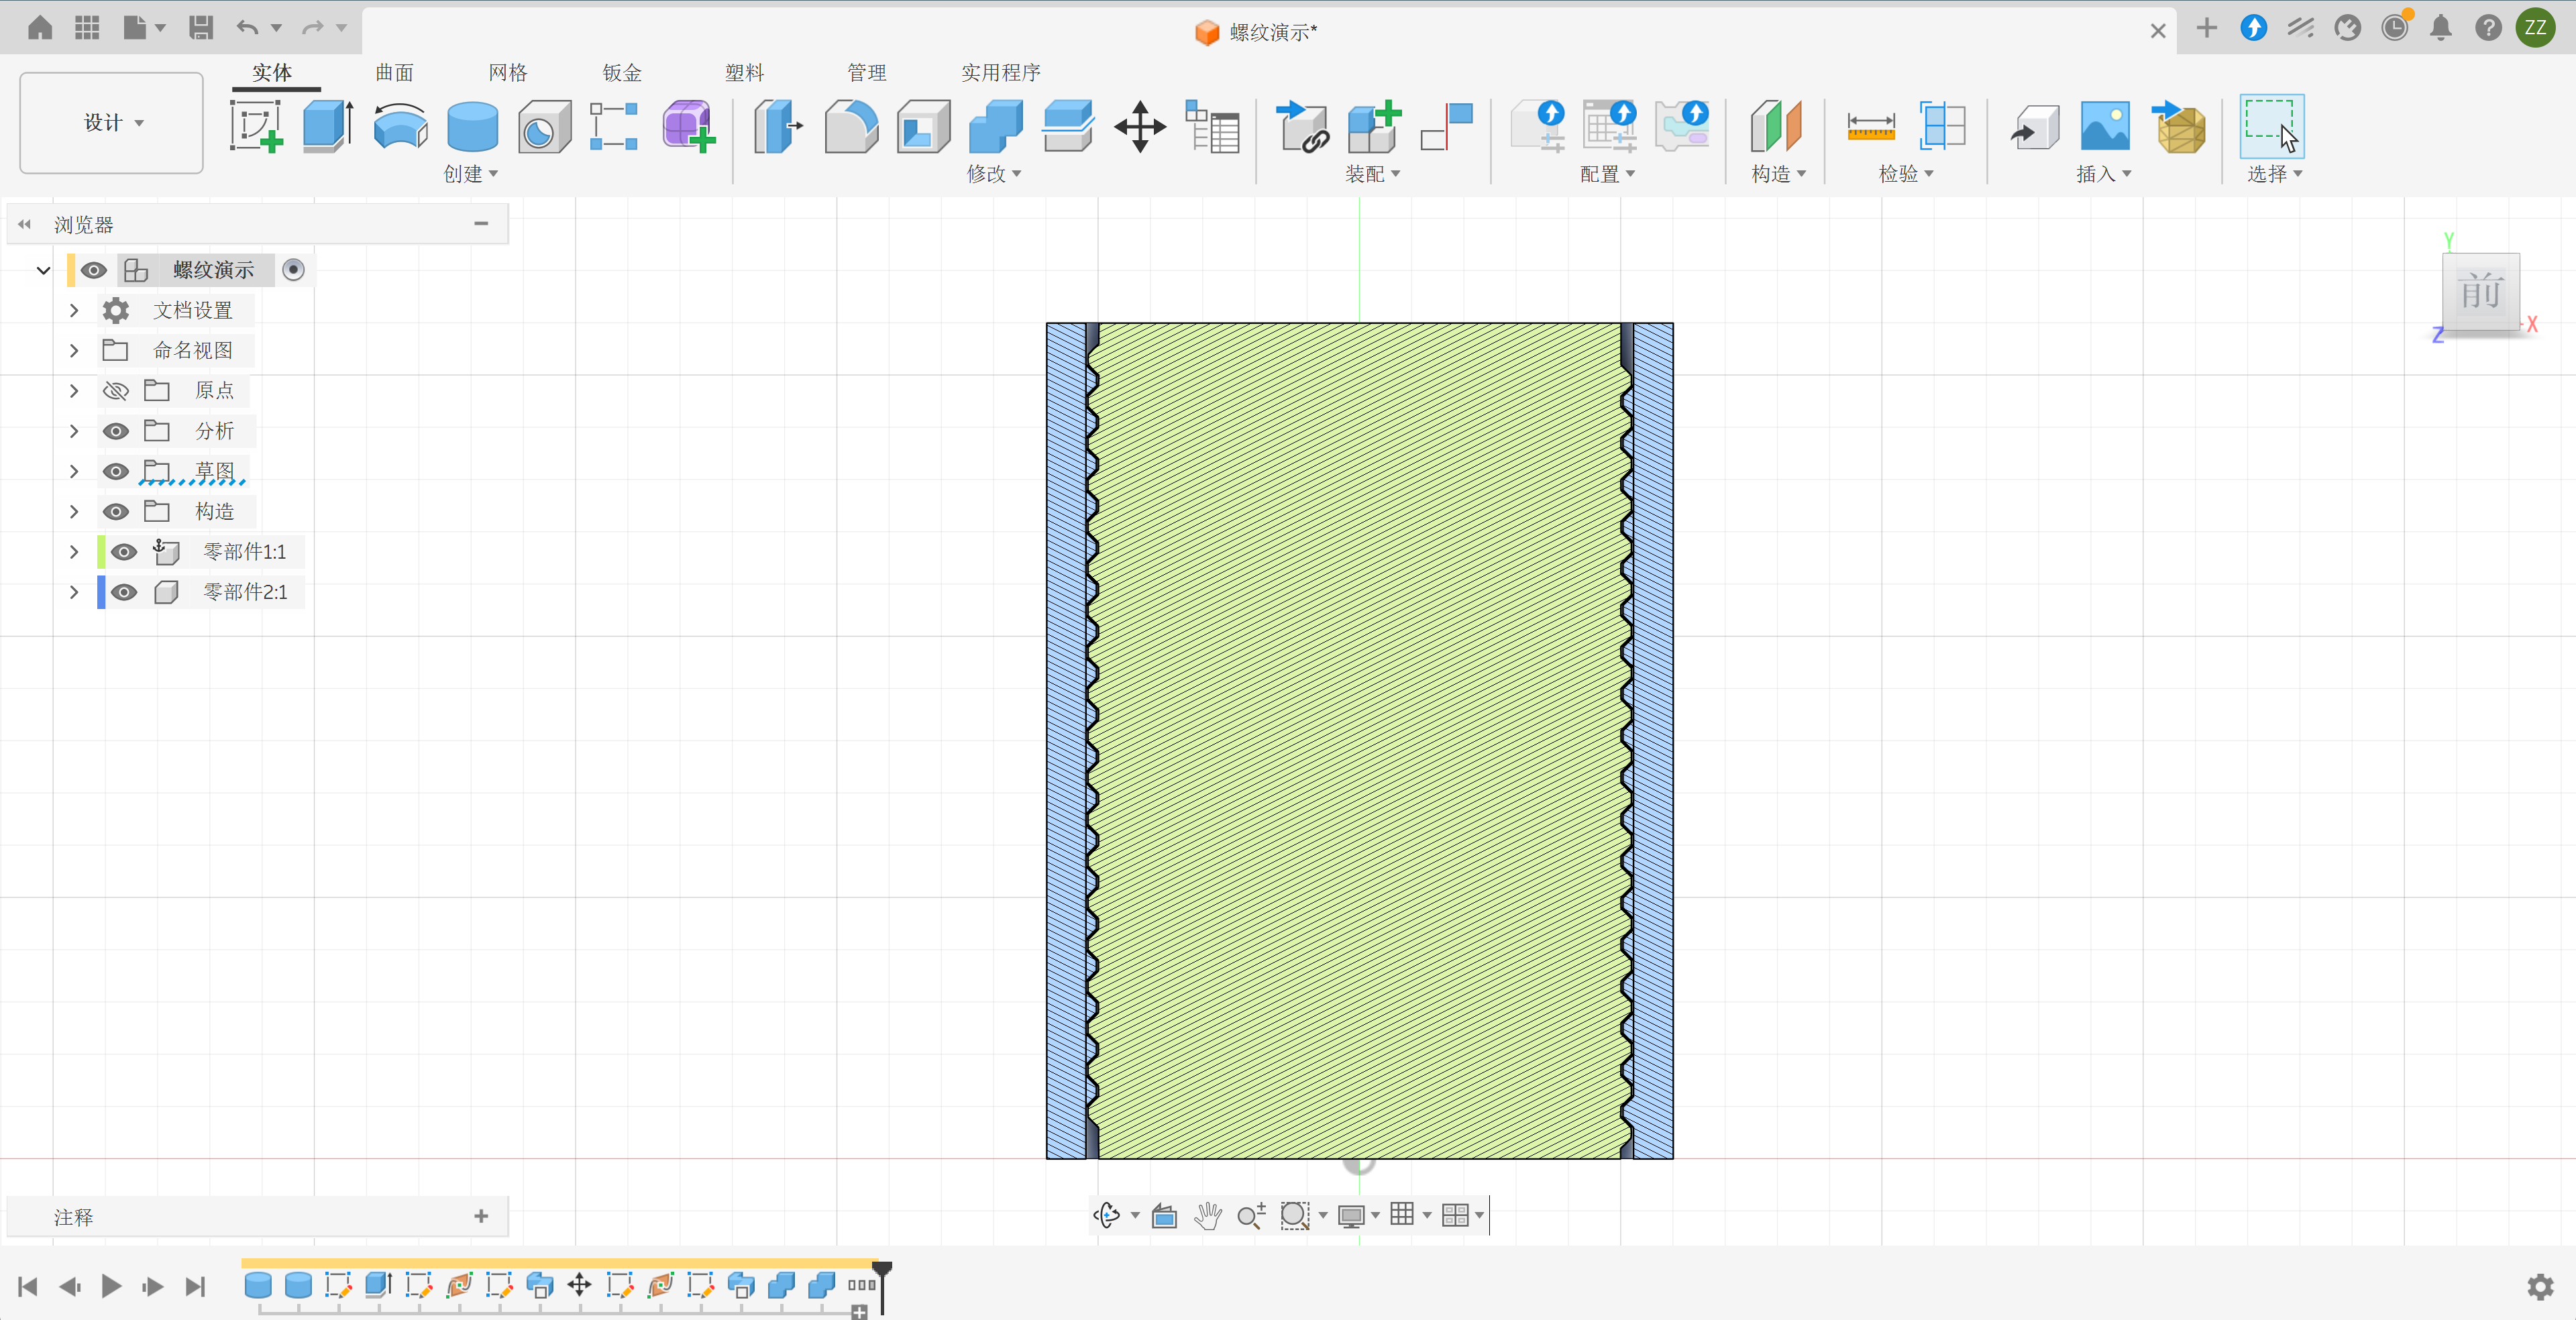 螺纹演示*
ZZ
实体 曲面 网格 钣金 塑料 管理 实用程序
设计
创建 修改 装配 配置 构造 检验 插入 选择
浏览器
螺纹演示
文档设置
命名视图
原点
分析
草图
构造
零部件1:1
零部件2:1
Y
前
X
Z
注释